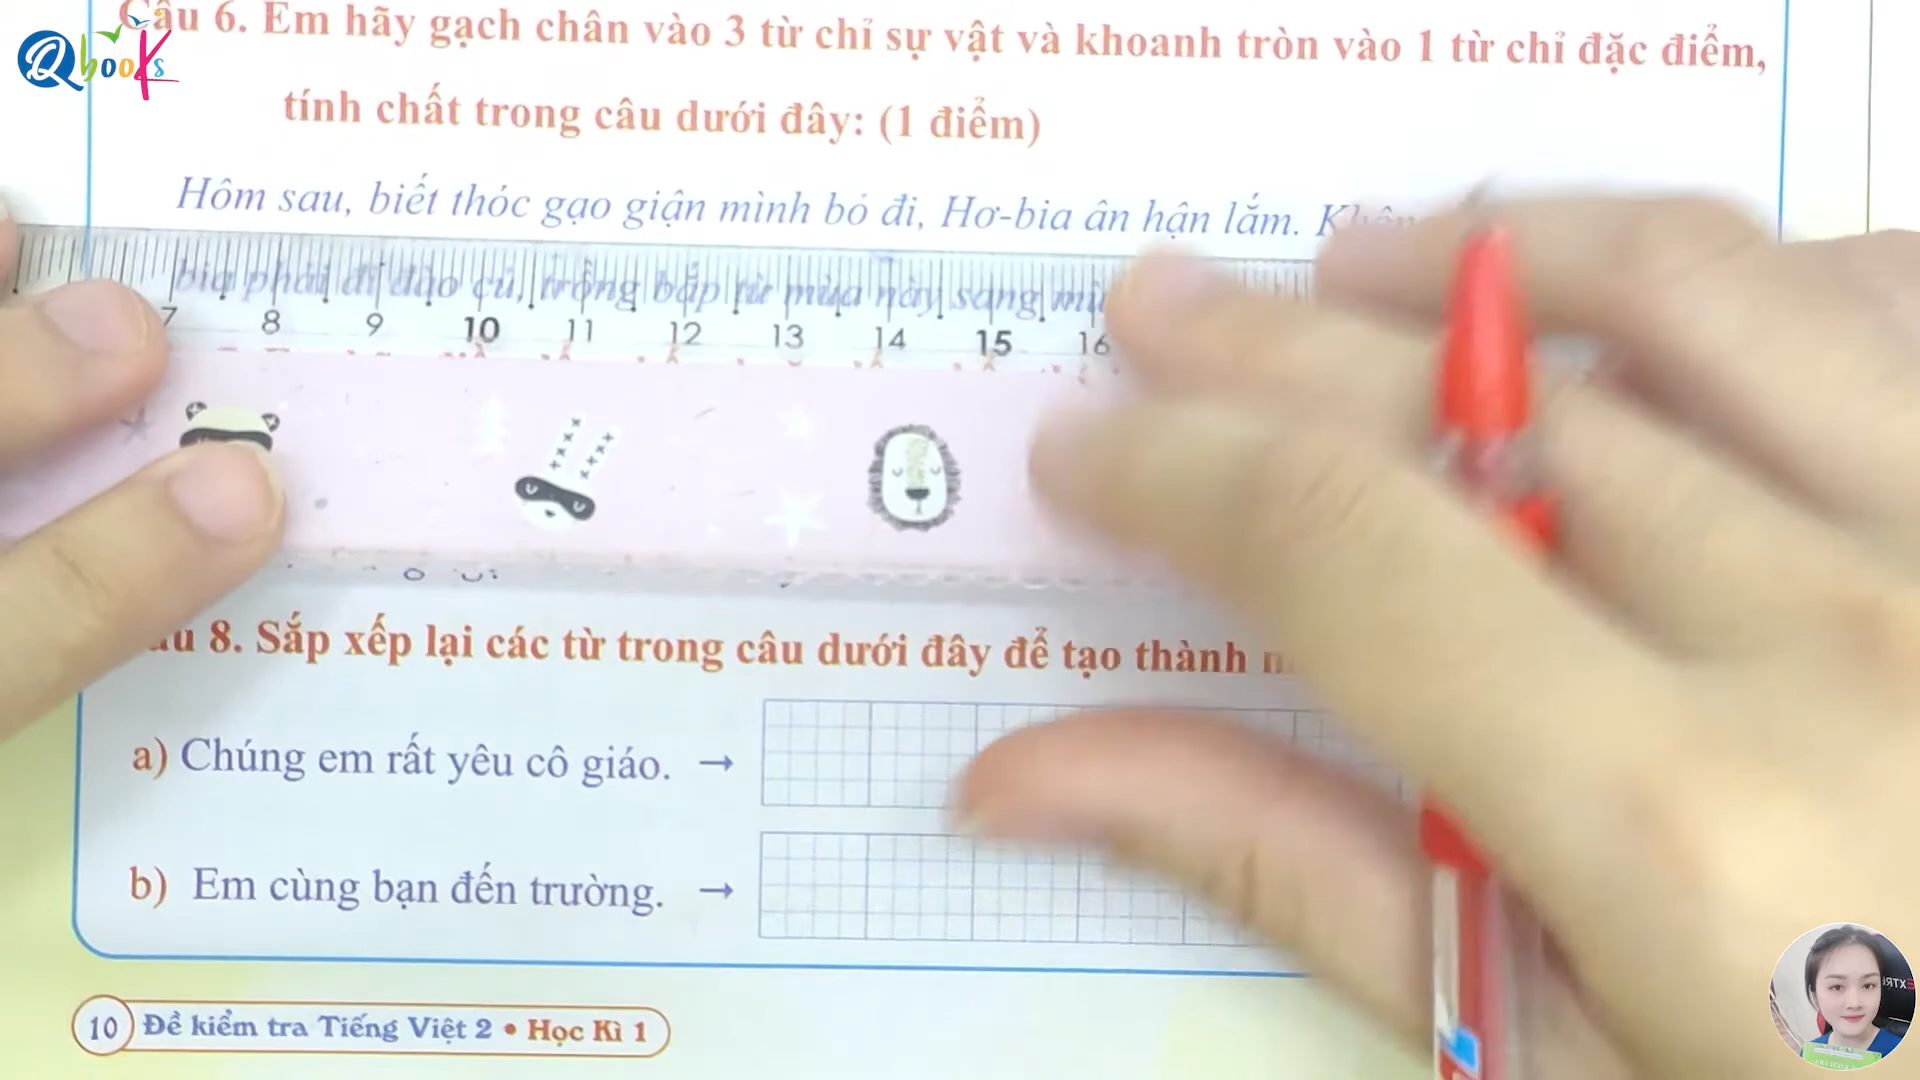 Qbooks
Câu 6. Em hãy gạch chân vào 3 từ chỉ sự vật và khoanh tròn vào 1 từ chỉ đặc điểm,
tính chất trong câu dưới đây: (1 điểm)
Hôm sau, biết thóc gạo giận mình bỏ đi, Hơ-bia ân hận lắm.
bia phải đi đào củ, trồng bắp từ mùa này sang
7 8 9 10 11 12 13 14 15 16
8. Sắp xếp lại các từ trong câu dưới đây để tạo thành
a) Chúng em rất yêu cô giáo. →
b) Em cùng bạn đến trường. →
10 Đề kiểm tra Tiếng Việt 2 • Học Kì 1